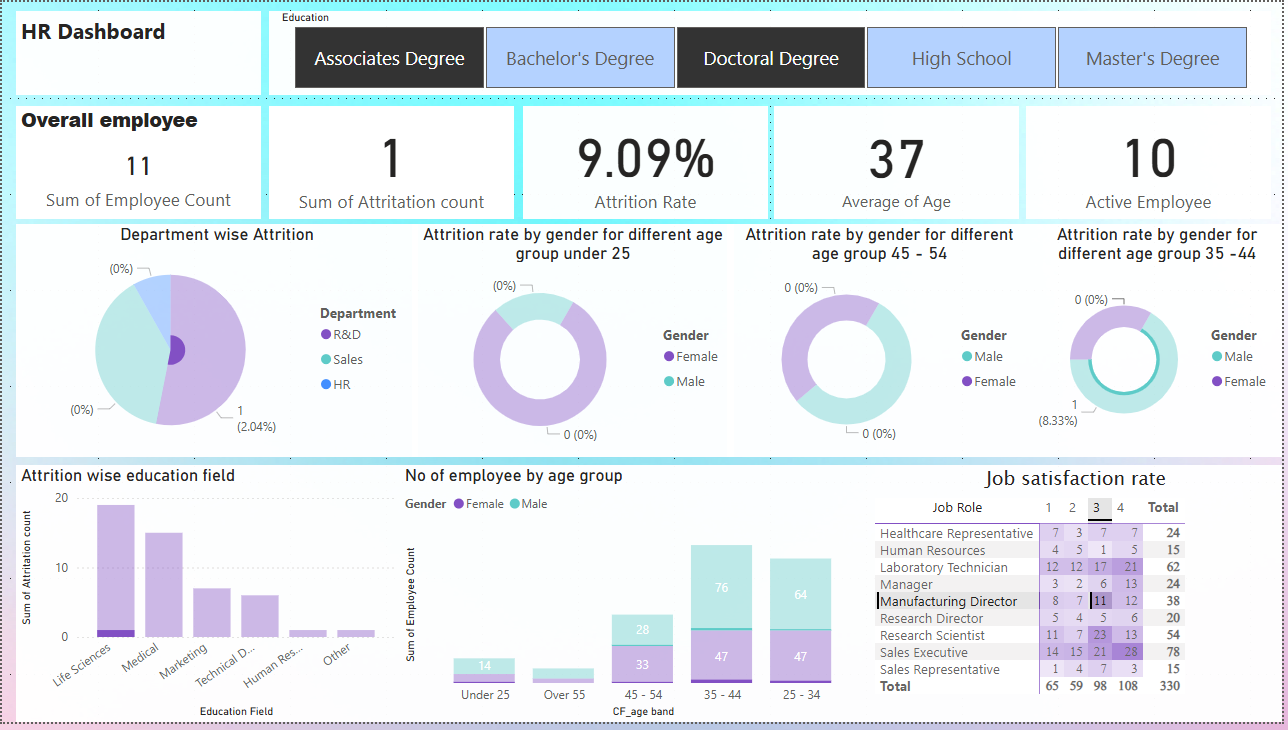 HR Dashboard
Education
Associates Degree
Bachelor's Degree
Doctoral Degree
High School
Master's Degree
Overall employee
11
Sum of Employee Count
1
Sum of Attritation count
9.09%
Attrition Rate
37
Average of Age
10
Active Employee
Department wise Attrition
(0%)
(0%)
1
(2.04%)
Department
R&D
Sales
HR
Attrition rate by gender for different age
group under 25
(0%)
0 (0%)
Gender
Female
Male
Attrition rate by gender for different
age group 45 - 54
0 (0%)
0 (0%)
Gender
Male
Female
Attrition rate by gender for
different age group 35 -44
0 (0%)
1
(8.33%)
Gender
Male
Female
Attrition wise education field
Sum of Attritation count
20
10
0
Life Sciences
Medical
Marketing
Technical D...
Human Res...
Other
Education Field
No of employee by age group
Gender Female Male
Sum of Employee Count
14
28
33
76
47
64
47
Under 25
Over 55
45 - 54
35 - 44
25 - 34
CF_age band
Job satisfaction rate
Job Role 1 2 3 4 Total
Healthcare Representative 7 3 7 7 24
Human Resources 4 5 1 5 15
Laboratory Technician 12 12 17 21 62
Manager 3 2 6 13 24
Manufacturing Director 8 7 11 12 38
Research Director 5 4 5 6 20
Research Scientist 11 7 23 13 54
Sales Executive 14 15 21 28 78
Sales Representative 1 4 7 3 15
Total 65 59 98 108 330